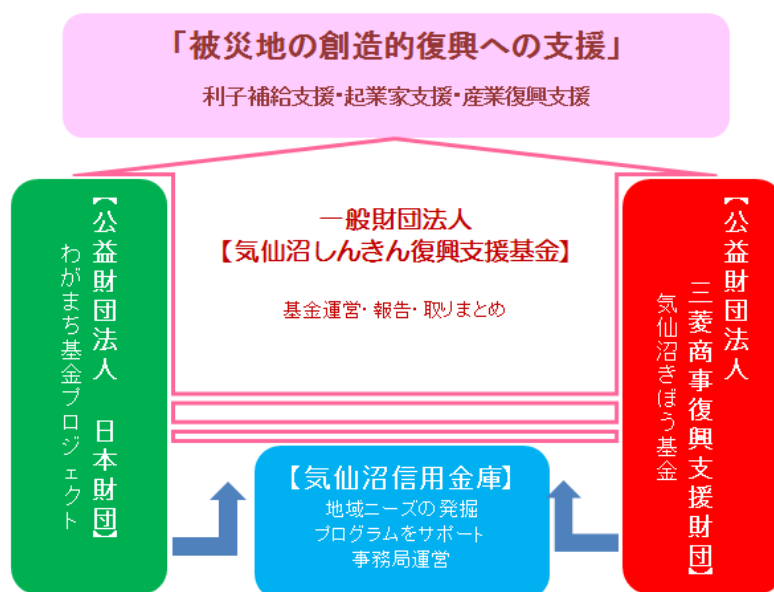 「被災地の創造的復興への支援」
利子補給支援・起業家支援・産業復興支援
【公益財団法人 日本財団】
わがまち基金プロジェクト
一般財団法人
【気仙沼しんきん復興支援基金】
基金運営・報告・取りまとめ
【公益財団法人
三菱商事復興支援財団】
気仙沼きぼう基金
【気仙沼信用金庫】
地域ニーズの発掘
プログラムをサポート
事務局運営